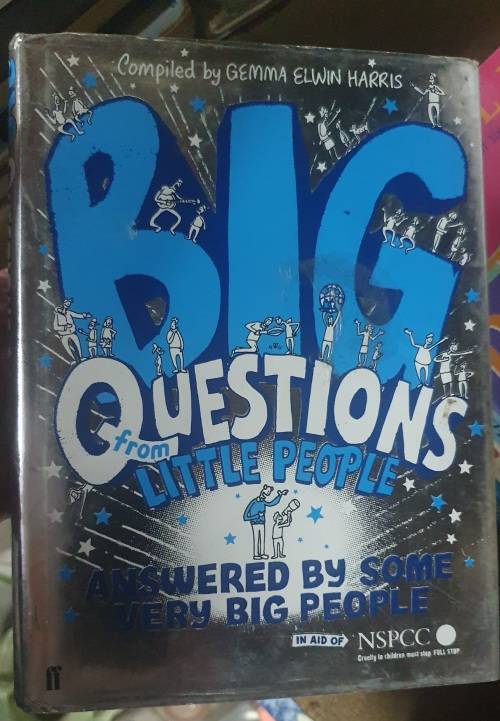 Compiled by GEMMA ELWIN HARRIS
BIG
QUESTIONS
from
LITTLE PEOPLE
ANSWERED BY SOME
VERY BIG PEOPLE
IN AID OF NSPCC
Cruelty to children must stop. FULL STOP.
ff